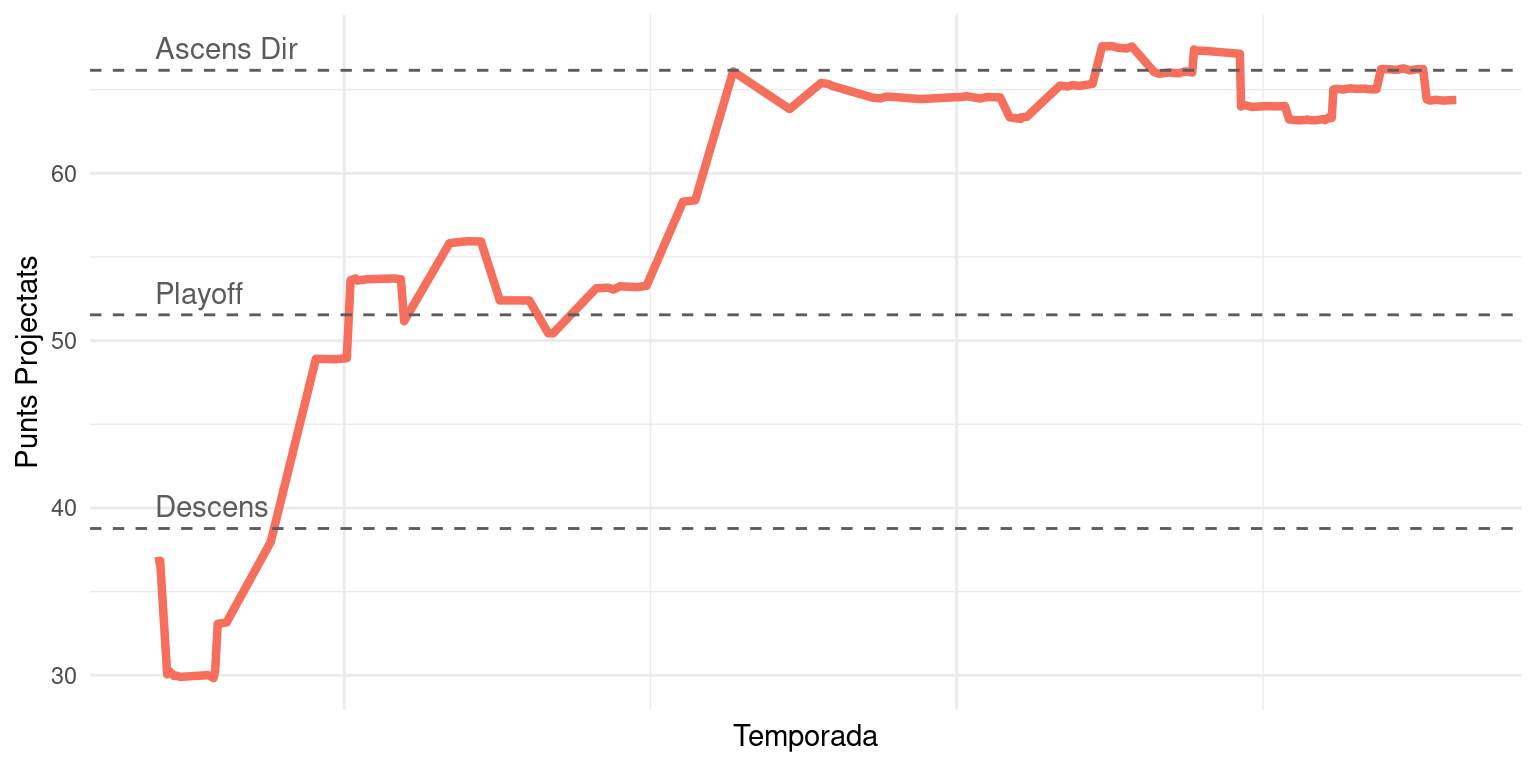 Ascens Dir
60
Playoff
50
Descens
40
30
Punts Projectats
Temporada